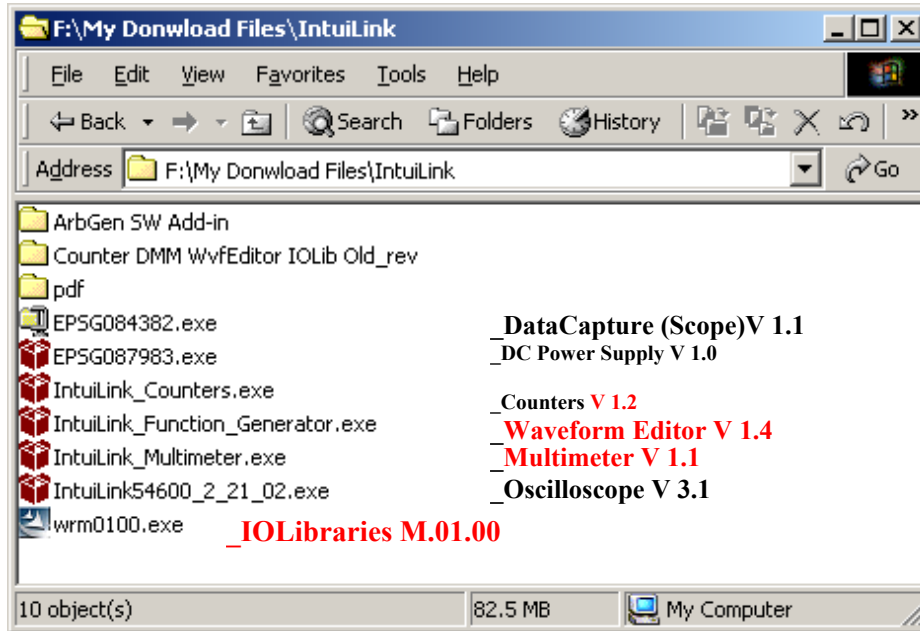 F:\My Donwload Files\IntuiLink
File Edit View Favorites Tools Help
Back Search Folders History »
Address F:\My Donwload Files\IntuiLink Go
ArbGen SW Add-in
Counter DMM WvfEditor IOLib Old_rev
pdf
EPSG084382.exe _DataCapture (Scope)V 1.1
EPSG087983.exe _DC Power Supply V 1.0
IntuiLink_Counters.exe _Counters V 1.2
IntuiLink_Function_Generator.exe _Waveform Editor V 1.4
IntuiLink_Multimeter.exe _Multimeter V 1.1
IntuiLink54600_2_21_02.exe _Oscilloscope V 3.1
wrm0100.exe _IOLibraries M.01.00
10 object(s) 82.5 MB My Computer